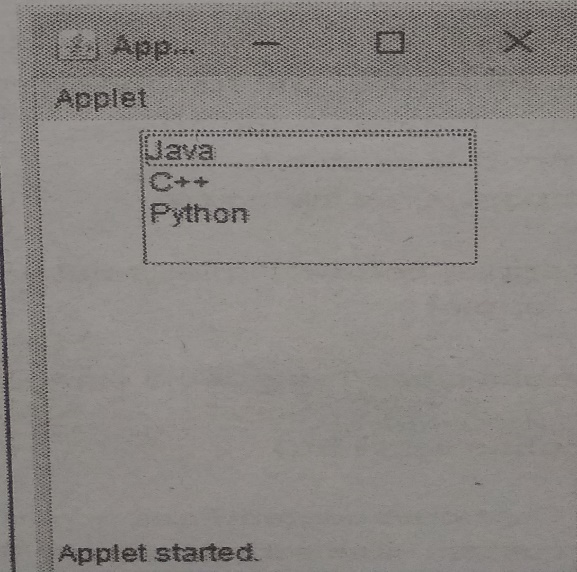 App...
Applet
Java
C++
Python
Applet started.